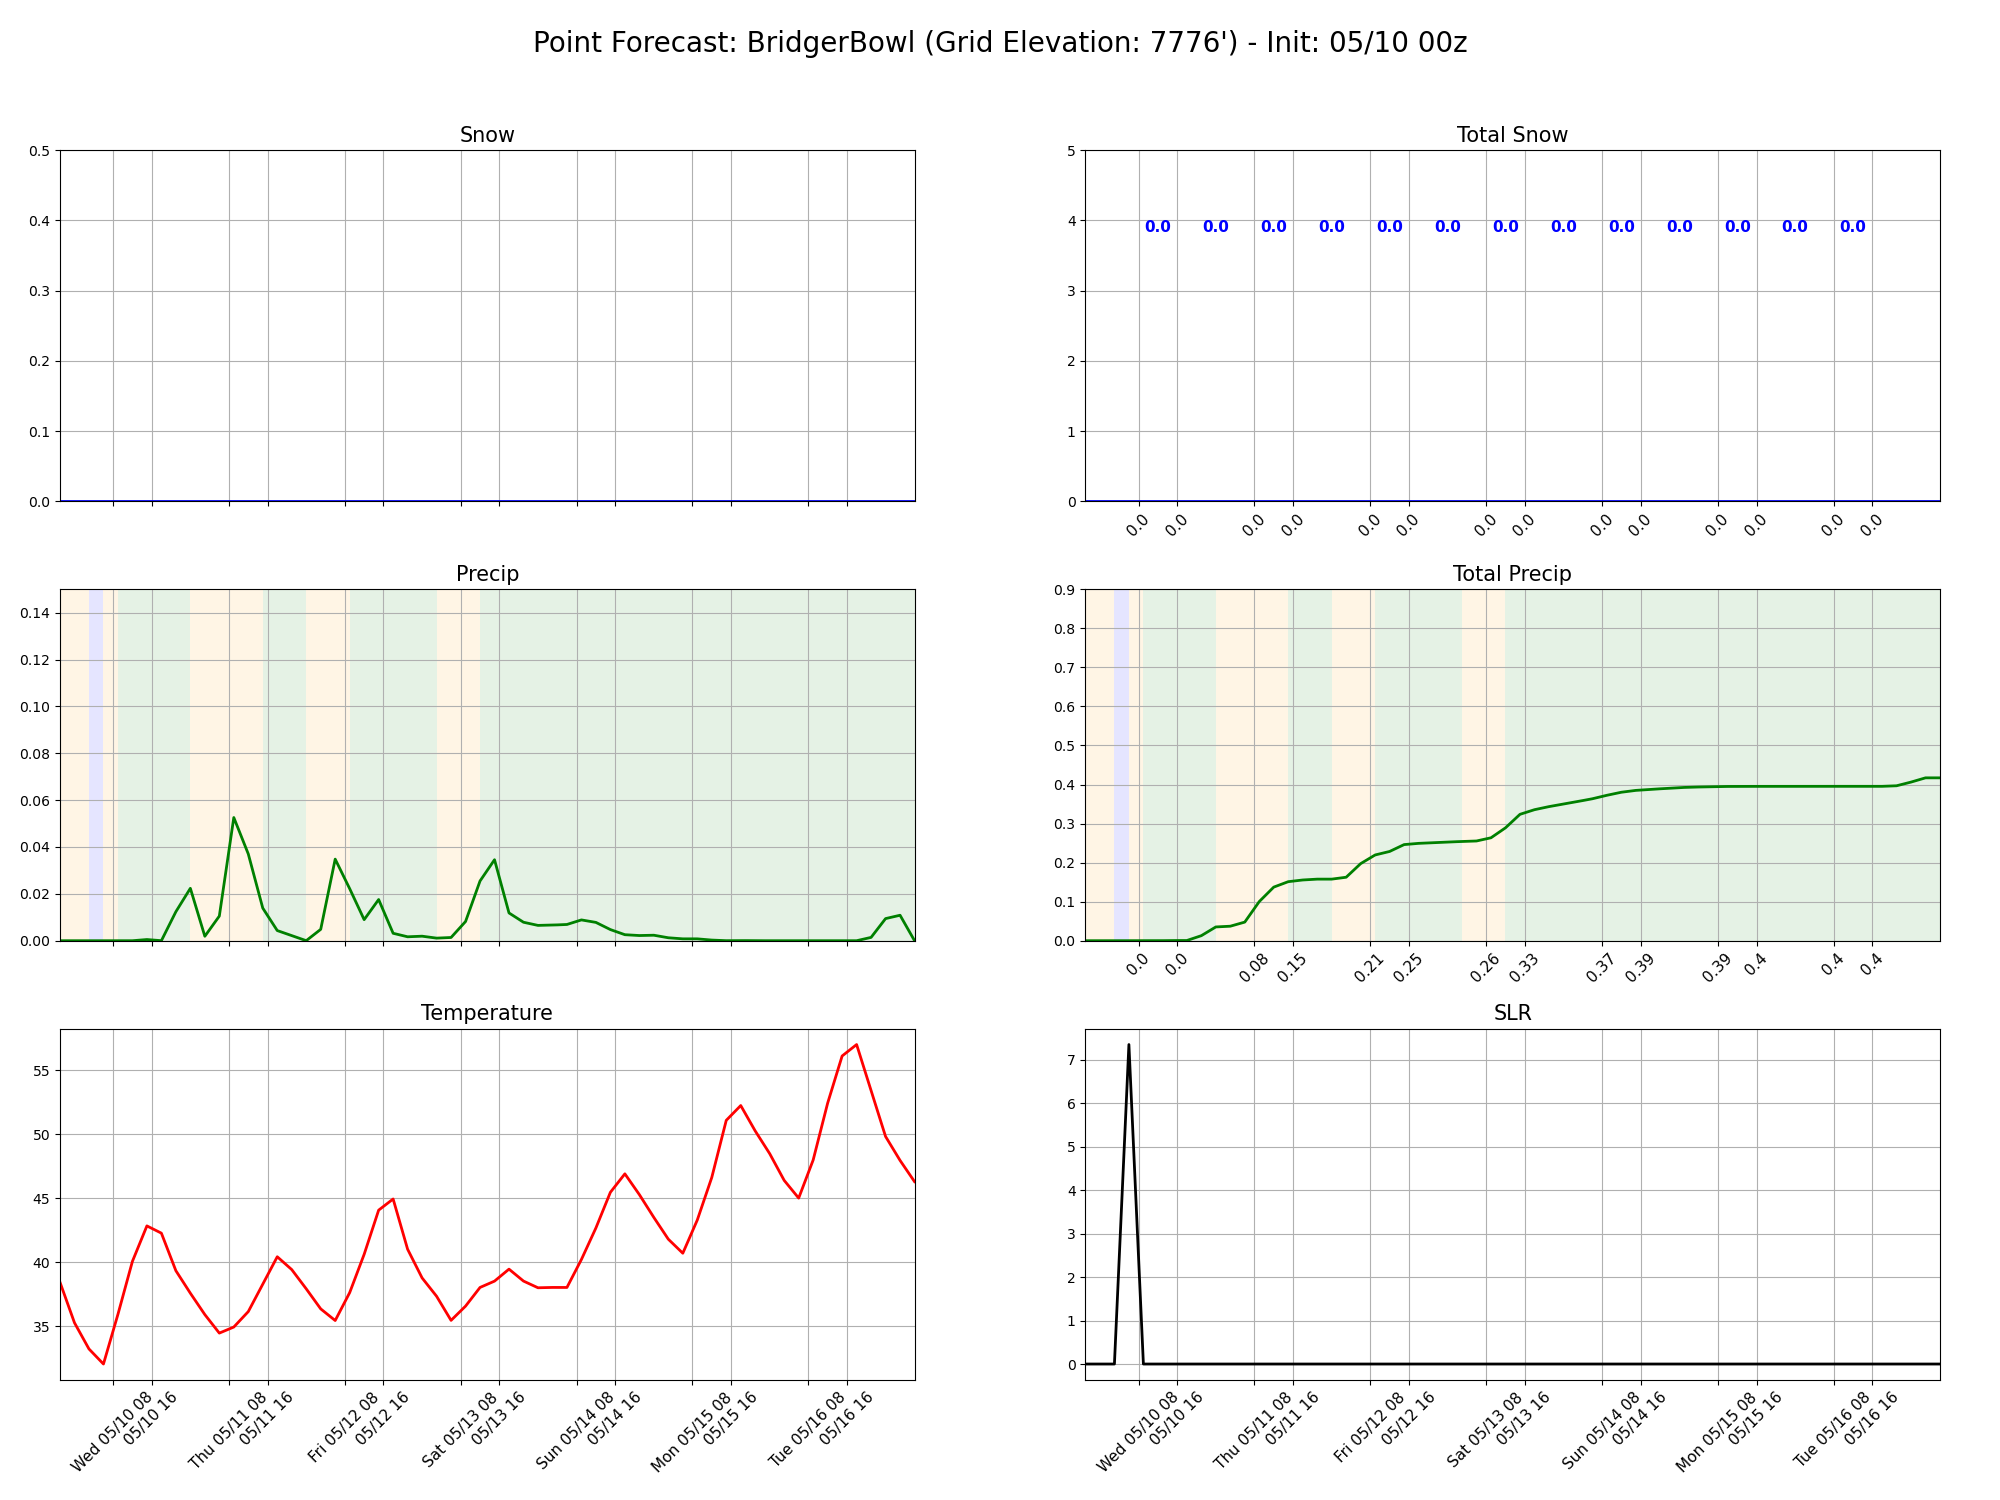 Point Forecast: BridgerBowl (Grid Elevation: 7776') - Init: 05/10 00z
Snow
0.5
0.4
0.3
0.2
0.1
0.0
Total Snow
5
4
3
2
1
0
0.0 0.0 0.0 0.0 0.0 0.0 0.0 0.0 0.0 0.0 0.0 0.0 0.0
0.0 0.0 0.0 0.0 0.0 0.0 0.0 0.0 0.0 0.0 0.0 0.0 0.0 0.0
Precip
0.14
0.12
0.10
0.08
0.06
0.04
0.02
0.00
Total Precip
0.9
0.8
0.7
0.6
0.5
0.4
0.3
0.2
0.1
0.0
0.0 0.0 0.08 0.15 0.21 0.25 0.26 0.33 0.37 0.39 0.39 0.4 0.4 0.4
Temperature
55
50
45
40
35
Wed 05/10 08
05/10 16
Thu 05/11 08
05/11 16
Fri 05/12 08
05/12 16
Sat 05/13 08
05/13 16
Sun 05/14 08
05/14 16
Mon 05/15 08
05/15 16
Tue 05/16 08
05/16 16
SLR
7
6
5
4
3
2
1
0
Wed 05/10 08
05/10 16
Thu 05/11 08
05/11 16
Fri 05/12 08
05/12 16
Sat 05/13 08
05/13 16
Sun 05/14 08
05/14 16
Mon 05/15 08
05/15 16
Tue 05/16 08
05/16 16